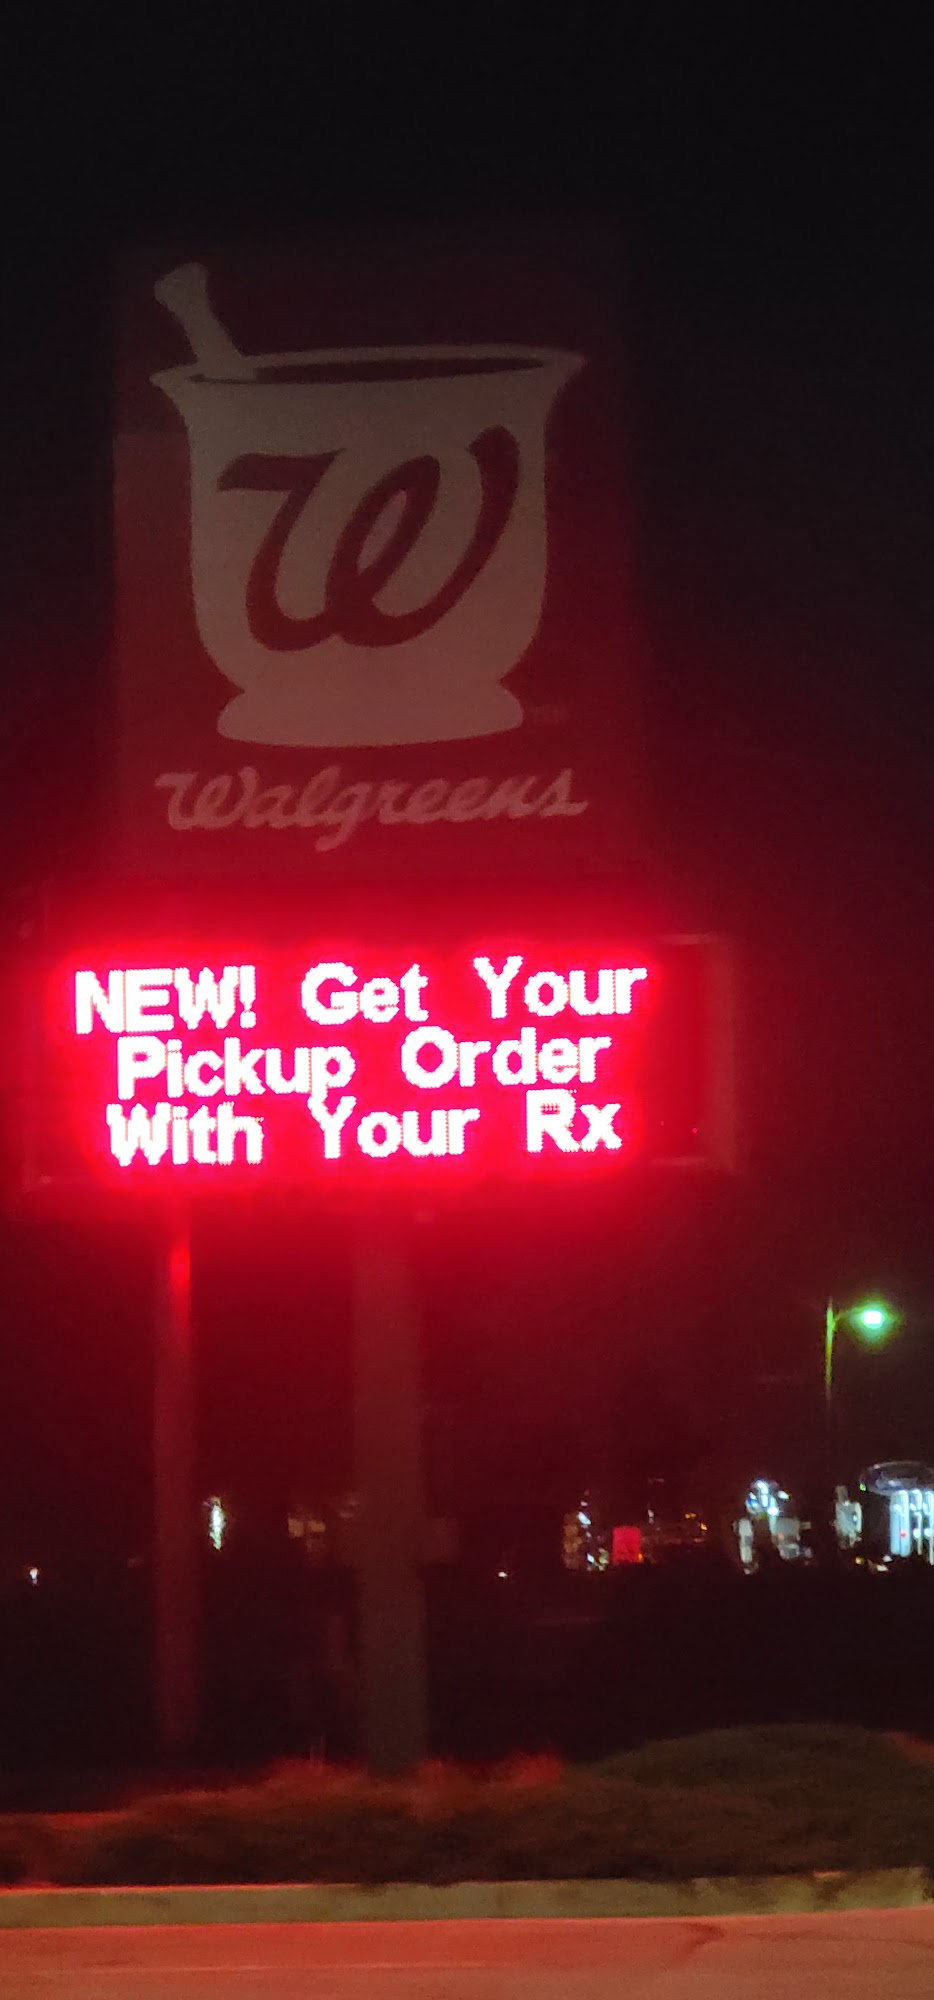 W
Walgreens
NEW! Get Your
Pickup Order
With Your Rx